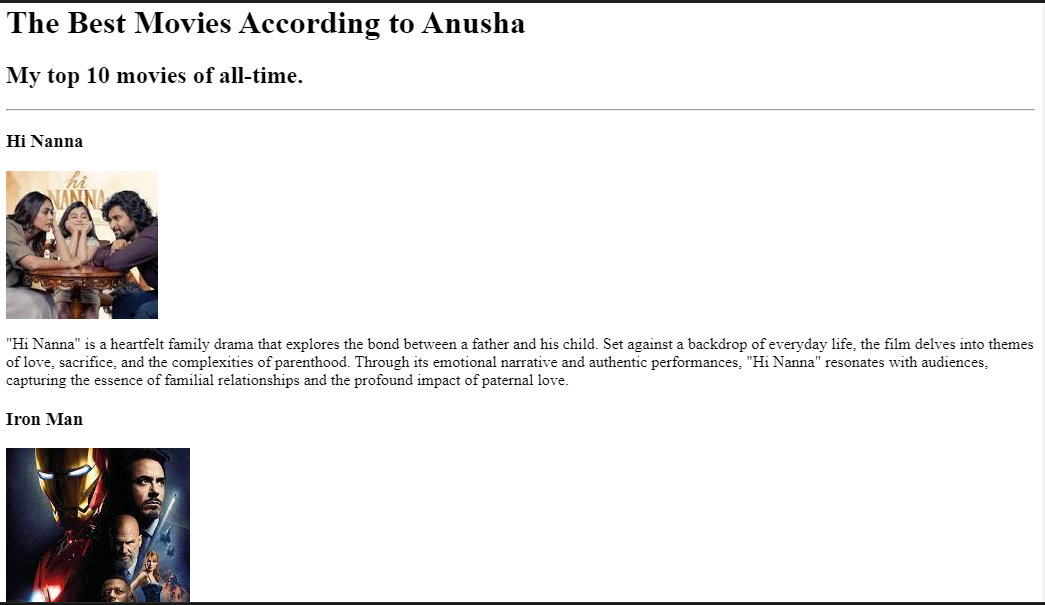 The Best Movies According to Anusha
My top 10 movies of all-time.
Hi Nanna
hi
NANNA
"Hi Nanna" is a heartfelt family drama that explores the bond between a father and his child. Set against a backdrop of everyday life, the film delves into themes
of love, sacrifice, and the complexities of parenthood. Through its emotional narrative and authentic performances, "Hi Nanna" resonates with audiences,
capturing the essence of familial relationships and the profound impact of paternal love.
Iron Man